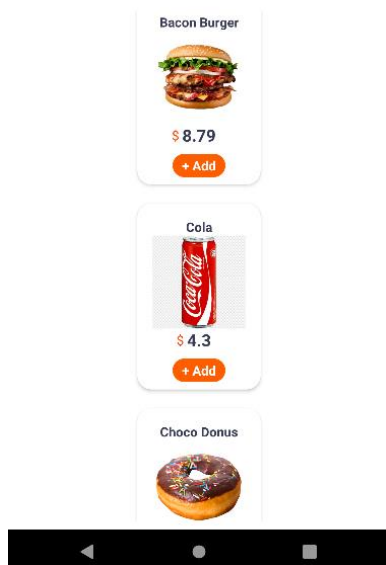 Bacon Burger
$ 8.79
+ Add
Cola
Coca-Cola
$ 4.3
+ Add
Choco Donus